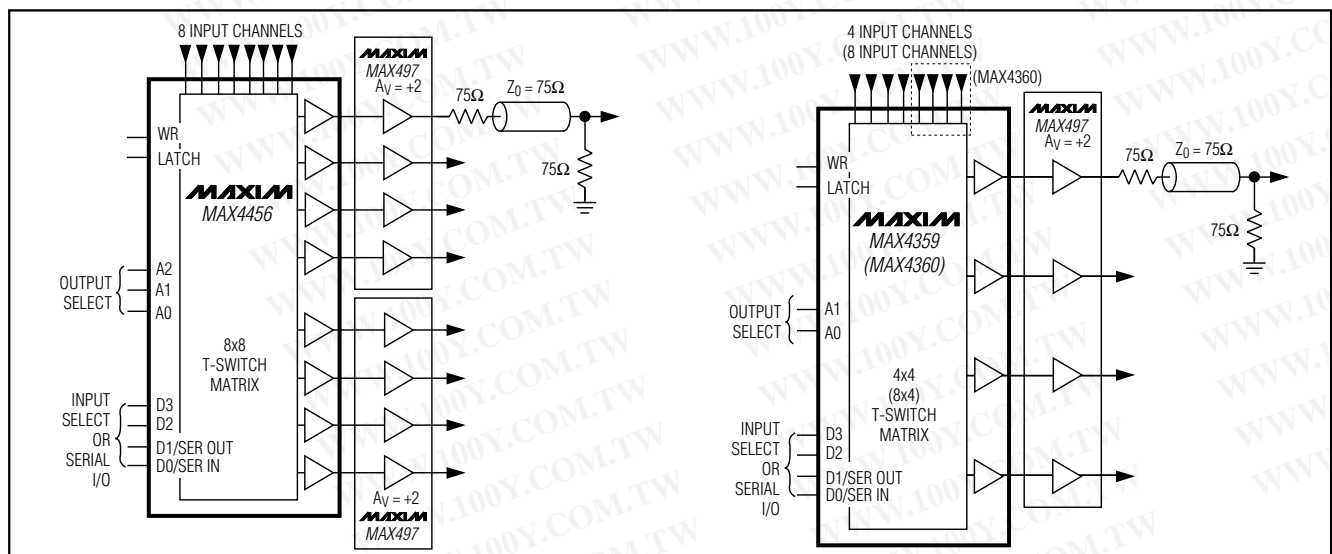 8 INPUT CHANNELS
MAXIM
MAX497
AV = +2
75Ω
Z0 = 75Ω
75Ω
WR
LATCH
MAXIM
MAX4456
OUTPUT
SELECT
A2
A1
A0
8x8
T-SWITCH
MATRIX
INPUT
SELECT
OR
SERIAL
I/O
D3
D2
D1/SER OUT
D0/SER IN
AV = +2
MAXIM
MAX497
4 INPUT CHANNELS
(8 INPUT CHANNELS)
(MAX4360)
MAXIM
MAX497
AV = +2
75Ω
Z0 = 75Ω
75Ω
WR
LATCH
MAXIM
MAX4359
(MAX4360)
OUTPUT
SELECT
A1
A0
4x4
(8x4)
T-SWITCH
MATRIX
INPUT
SELECT
OR
SERIAL
I/O
D3
D2
D1/SER OUT
D0/SER IN
WWW.100Y.COM.TW